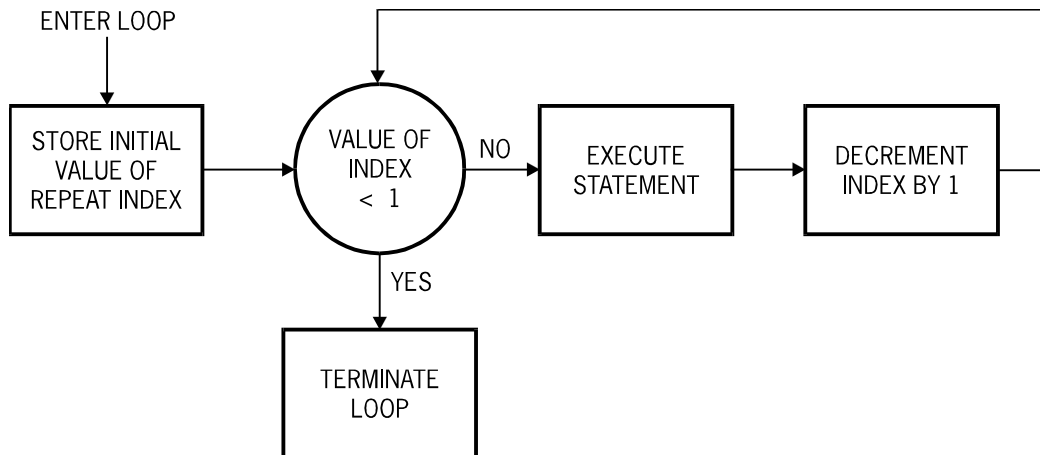 ENTER LOOP
STORE INITIAL
VALUE OF
REPEAT INDEX
VALUE OF
INDEX
< 1
NO
EXECUTE
STATEMENT
DECREMENT
INDEX BY 1
YES
TERMINATE
LOOP